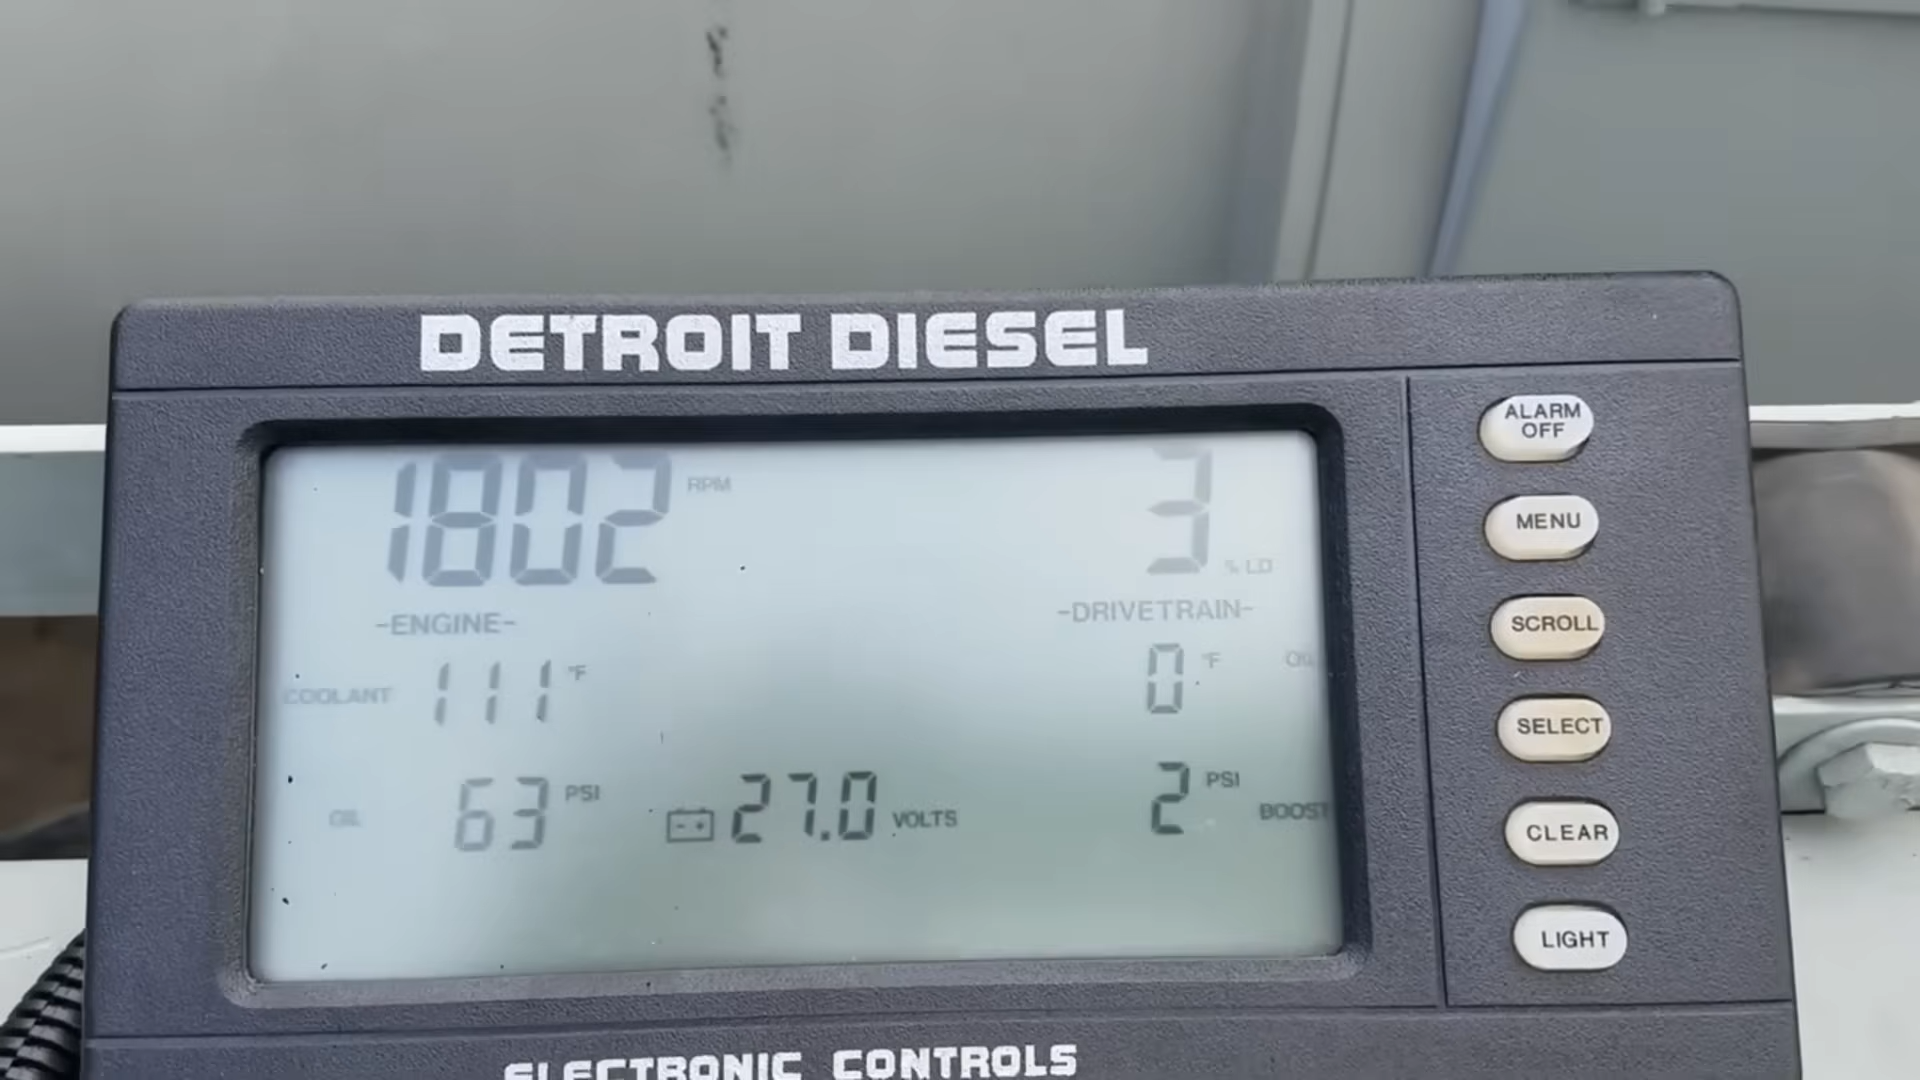 DETROIT DIESEL
1802 RPM
3 % LD
-ENGINE-
-DRIVETRAIN-
COOLANT 111 °F
0 °F OIL
OIL 63 PSI
27.0 VOLTS
2 PSI BOOST
ALARM OFF
MENU
SCROLL
SELECT
CLEAR
LIGHT
ELECTRONIC CONTROLS